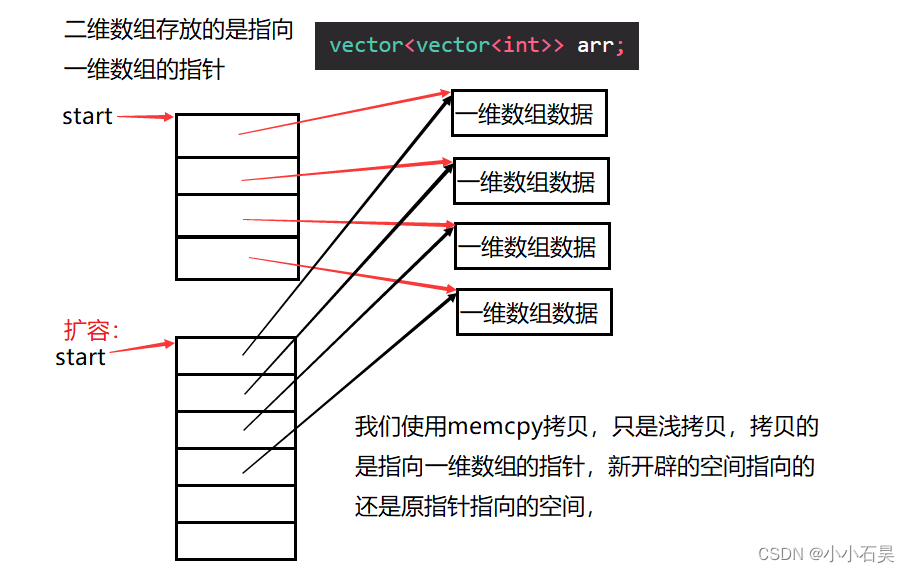 二维数组存放的是指向
一维数组的指针
vector<vector<int>> arr;
start
一维数组数据
一维数组数据
一维数组数据
一维数组数据
扩容:
start
我们使用memcpy拷贝，只是浅拷贝，拷贝的
是指向一维数组的指针，新开辟的空间指向的
还是原指针指向的空间，
CSDN @小小石昊